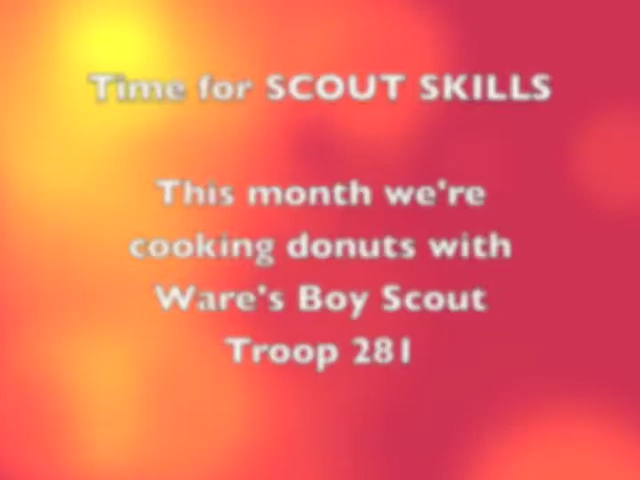 Time for SCOUT SKILLS
This month we're
cooking donuts with
Ware's Boy Scout
Troop 281